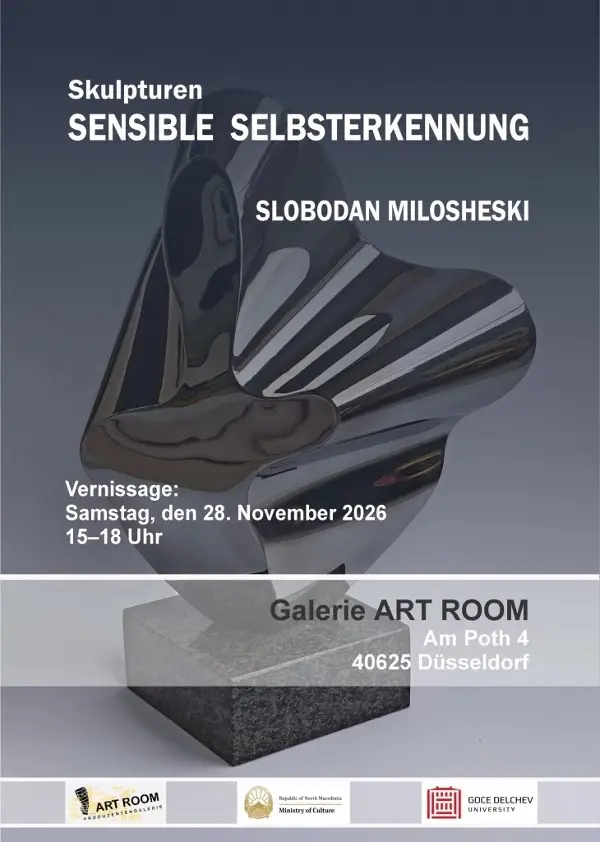 Skulpturen
SENSIBLE SELBSTERKENNUNG
SLOBODAN MILOSHESKI
Vernissage:
Samstag, den 28. November 2026
15–18 Uhr
Galerie ART ROOM
Am Poth 4
40625 Düsseldorf
ART ROOM
PRODUZENTENGALERIE
Republic of North Macedonia
Ministry of Culture
GOCE DELCHEV
UNIVERSITY